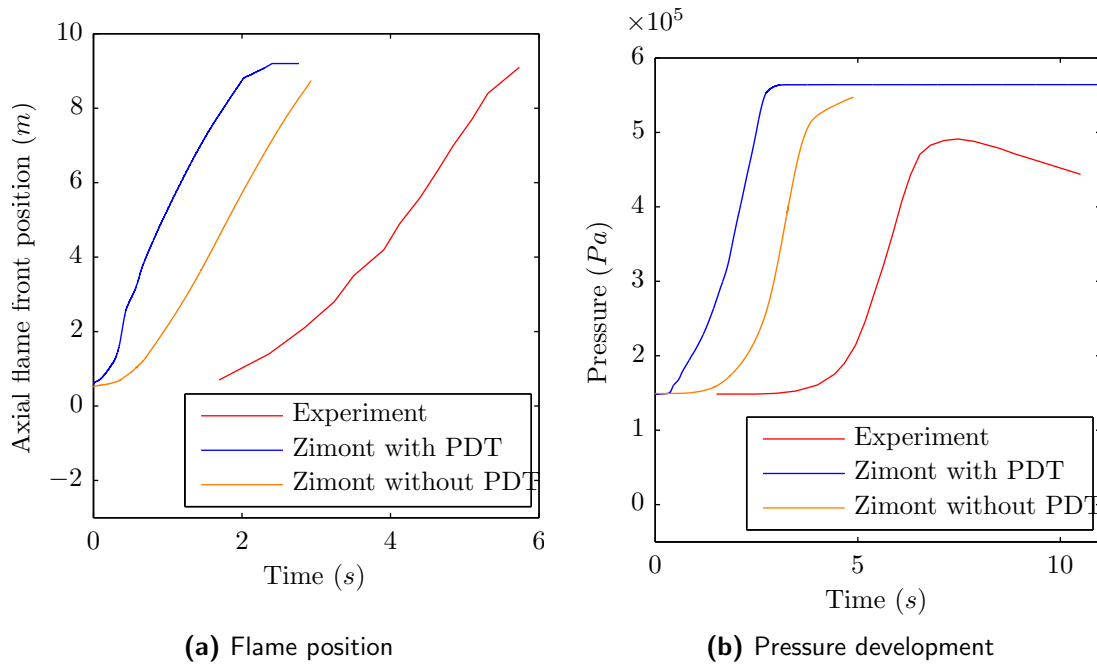 10
8
6
4
2
0
−2
Axial flame front position (m)
0 2 4 6
Time (s)
Experiment
Zimont with PDT
Zimont without PDT
(a) Flame position
×10⁵
6
5
4
3
2
1
0
Pressure (Pa)
0 5 10
Time (s)
Experiment
Zimont with PDT
Zimont without PDT
(b) Pressure development